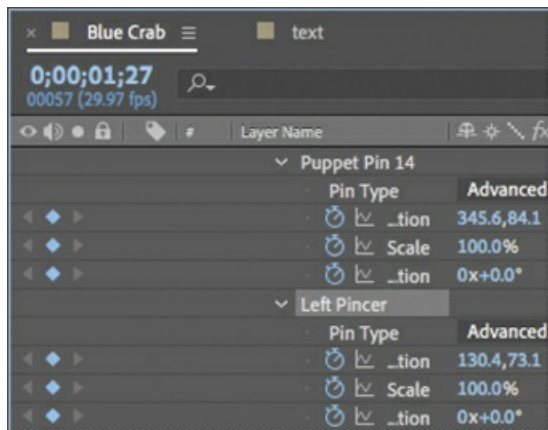 Blue Crab
text
0;00;01;27
00057 (29.97 fps)
# Layer Name fx
Puppet Pin 14
Pin Type Advanced
...tion 345.6,84.1
Scale 100.0%
...tion 0x+0.0°
Left Pincer
Pin Type Advanced
...tion 130.4,73.1
Scale 100.0%
...tion 0x+0.0°